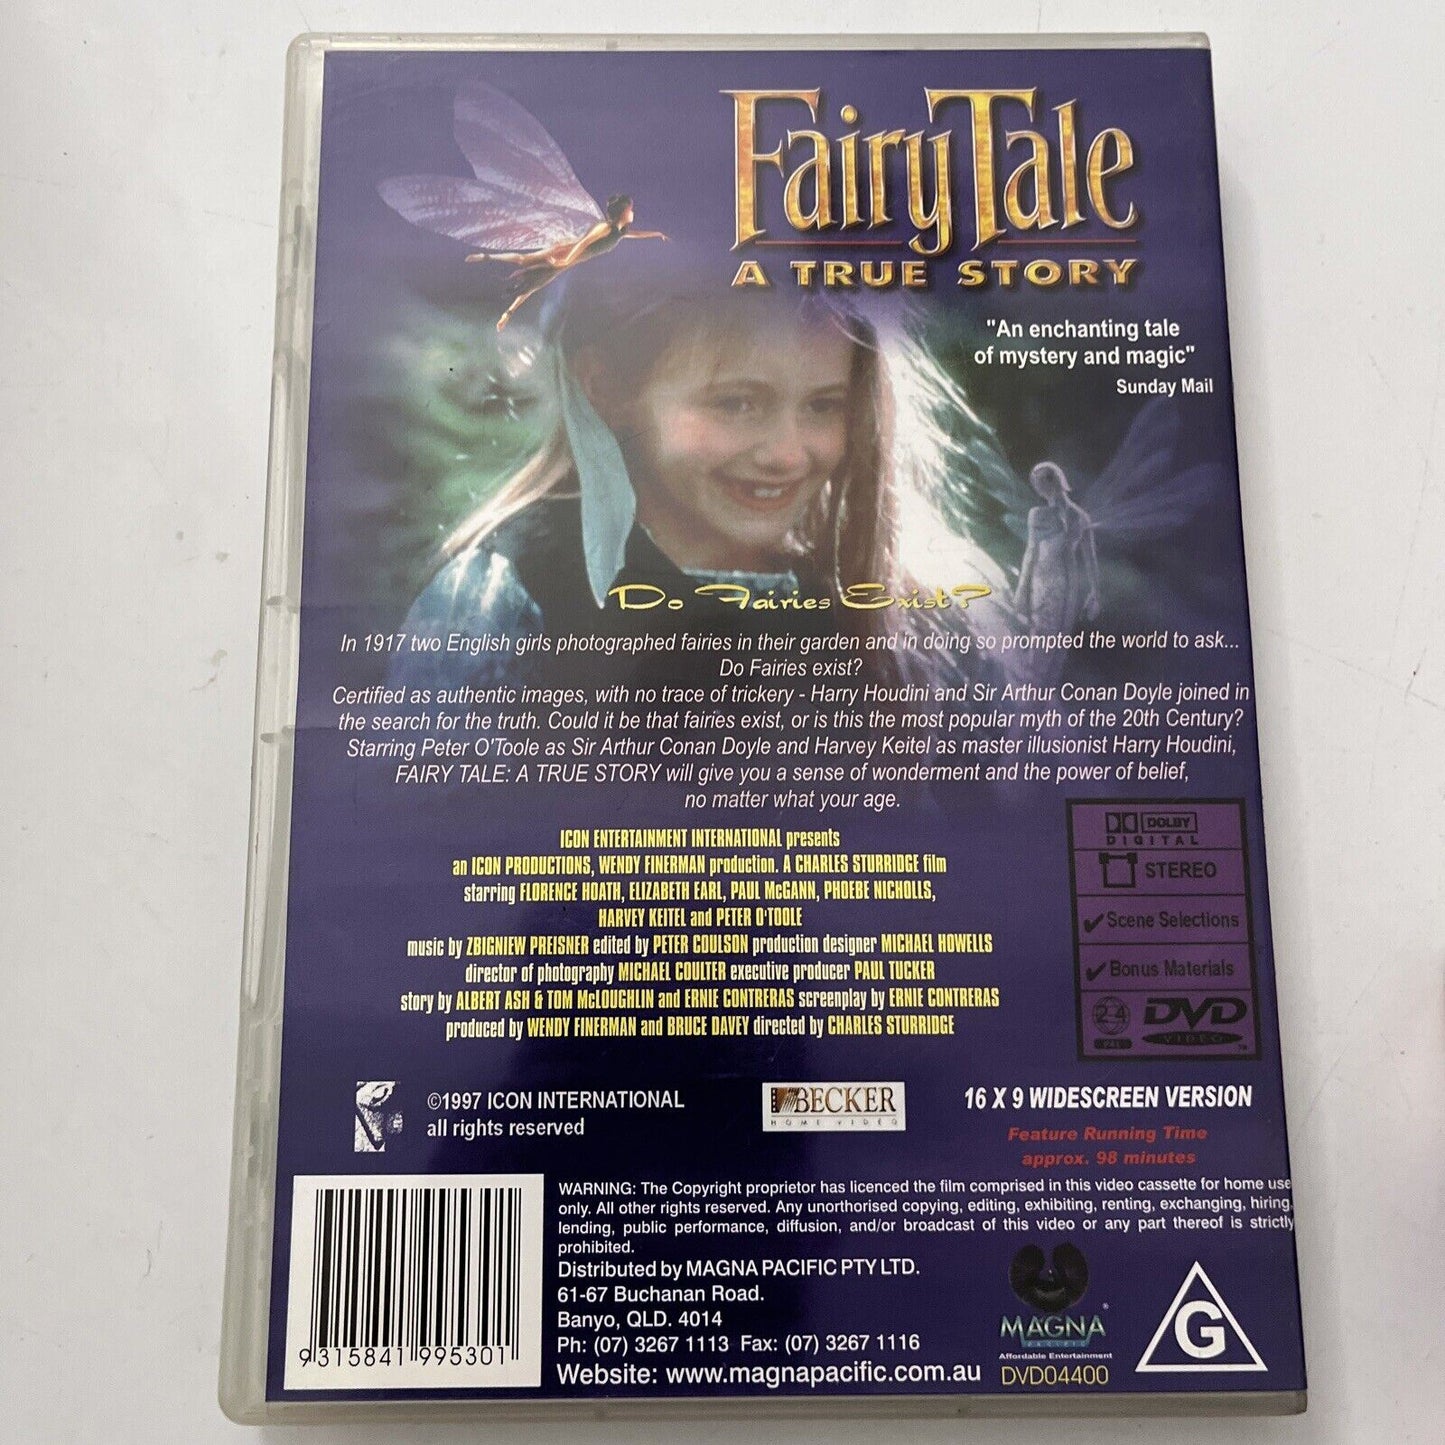 Fairy Tale
A TRUE STORY
"An enchanting tale
of mystery and magic"
Sunday Mail
Do Fairies Exist?
In 1917 two English girls photographed fairies in their garden and in doing so prompted the world to ask...
Do Fairies exist?
Certified as authentic images, with no trace of trickery - Harry Houdini and Sir Arthur Conan Doyle joined in
the search for the truth. Could it be that fairies exist, or is this the most popular myth of the 20th Century?
Starring Peter O'Toole as Sir Arthur Conan Doyle and Harvey Keitel as master illusionist Harry Houdini,
FAIRY TALE: A TRUE STORY will give you a sense of wonderment and the power of belief,
no matter what your age.
ICON ENTERTAINMENT INTERNATIONAL presents
an ICON PRODUCTIONS, WENDY FINERMAN production. A CHARLES STURRIDGE film
starring FLORENCE HOATH, ELIZABETH EARL, PAUL McGANN, PHOEBE NICHOLLS,
HARVEY KEITEL and PETER O'TOOLE
music by ZBIGNIEW PREISNER edited by PETER COULSON production designer MICHAEL HOWELLS
director of photography MICHAEL COULTER executive producer PAUL TUCKER
story by ALBERT ASH & TOM McLOUGHLIN and ERNIE CONTRERAS screenplay by ERNIE CONTRERAS
produced by WENDY FINERMAN and BRUCE DAVEY directed by CHARLES STURRIDGE
DOLBY
DIGITAL
STEREO
Scene Selections
Bonus Materials
2-4
PAL
DVD
VIDEO
TM
©1997 ICON INTERNATIONAL
all rights reserved
BECKER
HOME VIDEO
16 X 9 WIDESCREEN VERSION
Feature Running Time
approx. 98 minutes
WARNING: The Copyright proprietor has licenced the film comprised in this video cassette for home use
only. All other rights reserved. Any unorthorised copying, editing, exhibiting, renting, exchanging, hiring,
lending, public performance, diffusion, and/or broadcast of this video or any part thereof is strictly
prohibited.
Distributed by MAGNA PACIFIC PTY LTD.
61-67 Buchanan Road.
Banyo, QLD. 4014
Ph: (07) 3267 1113 Fax: (07) 3267 1116
Website: www.magnapacific.com.au
9 315841 995301
MAGNA®
PACIFIC
Affordable Entertainment
DVD04400
G